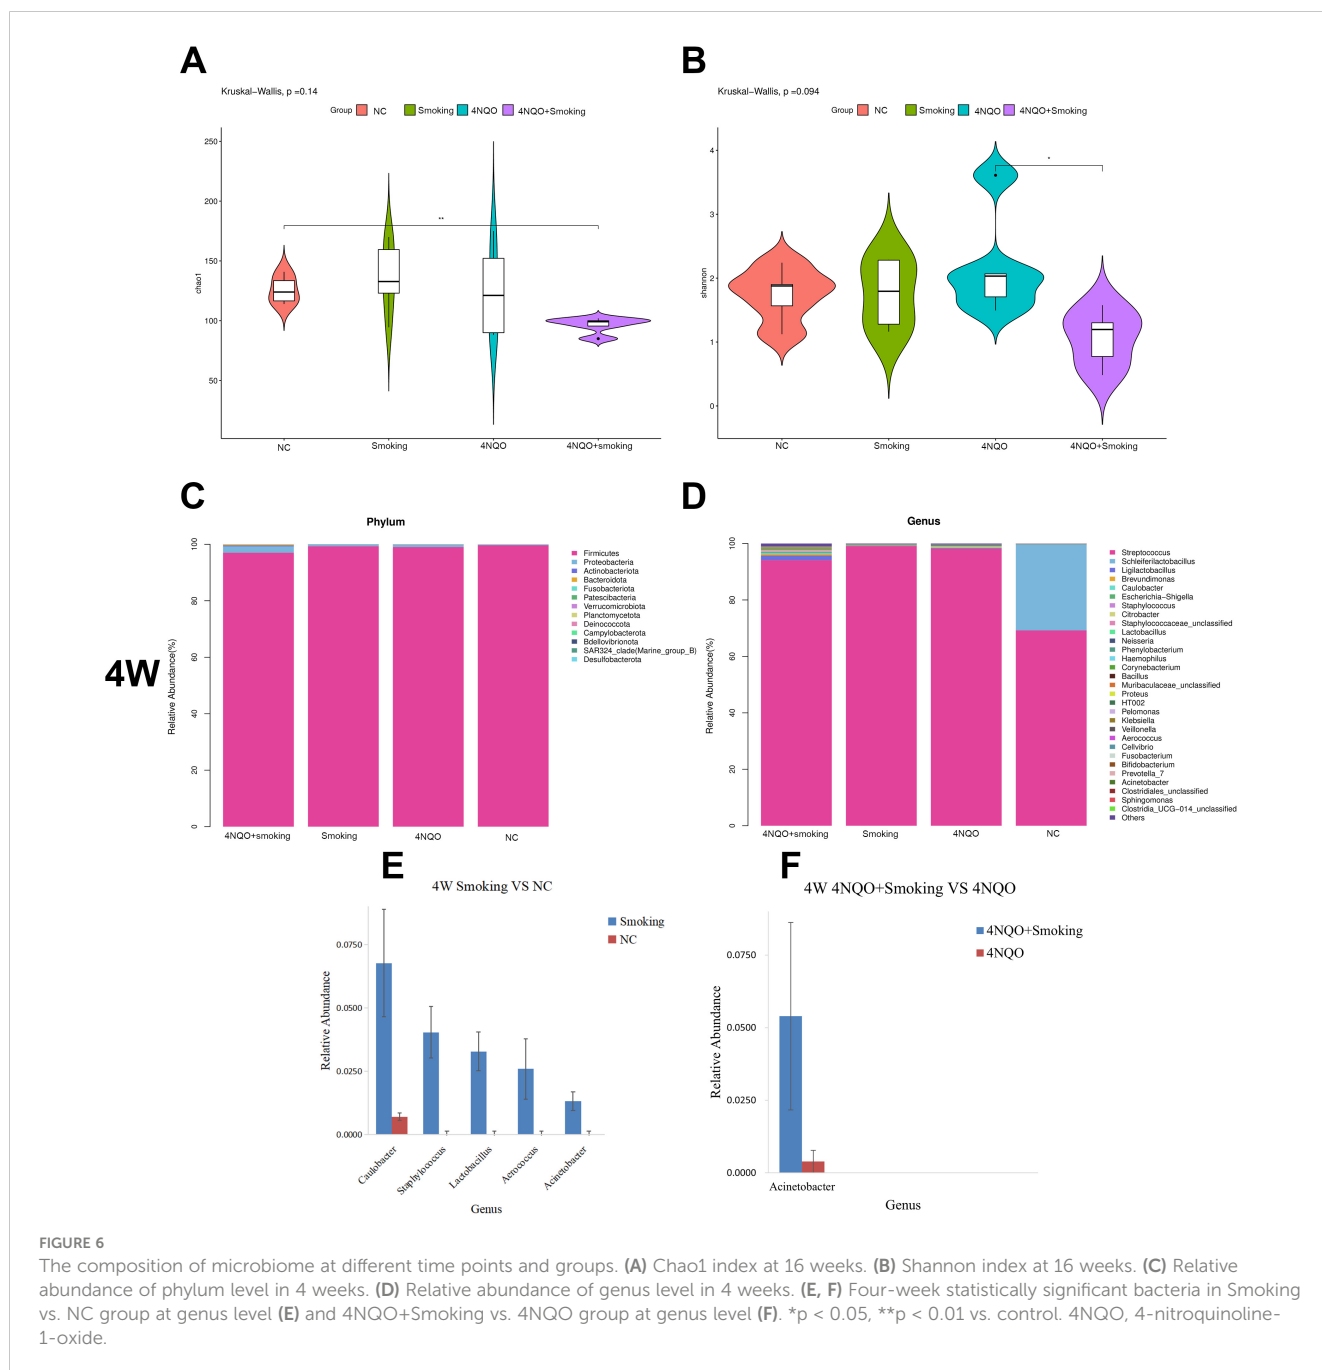 A
Kruskal-Wallis, p =0.14
Group NC Smoking 4NQO 4NQO+Smoking
250
200
150
100
50
chao1
**
NC Smoking 4NQO 4NQO+smoking
B
Kruskal-Wallis, p =0.094
Group NC Smoking 4NQO 4NQO+Smoking
4
3
2
1
0
shannon
*
NC Smoking 4NQO 4NQO+Smoking
C
4W
Phylum
Relative Abundance(%)
100
80
60
40
20
0
4NQO+smoking Smoking 4NQO NC
Firmicutes
Proteobacteria
Actinobacteriota
Bacteroidota
Fusobacteriota
Patescibacteria
Verrucomicrobiota
Planctomycetota
Deinococcota
Campylobacterota
Bdellovibrionota
SAR324_clade(Marine_group_B)
Desulfobacterota
D
Genus
Relative Abundance(%)
100
80
60
40
20
0
4NQO+smoking Smoking 4NQO NC
Streptococcus
Schleiferilactobacillus
Ligilactobacillus
Brevundimonas
Caulobacter
Escherichia-Shigella
Staphylococcus
Citrobacter
Staphylococcaceae_unclassified
Lactobacillus
Neisseria
Phenylobacterium
Haemophilus
Corynebacterium
Bacillus
Muribaculaceae_unclassified
Proteus
HT002
Pelomonas
Klebsiella
Veillonella
Aerococcus
Cellvibrio
Fusobacterium
Bifidobacterium
Prevotella_7
Acinetobacter
Clostridiales_unclassified
Sphingomonas
Clostridia_UCG-014_unclassified
Others
E
4W Smoking VS NC
Smoking
NC
Relative Abundance
0.0750
0.0500
0.0250
0.0000
Caulobacter
Staphylococcus
Lactobacillus
Aerococcus
Acinetobacter
Genus
F
4W 4NQO+Smoking VS 4NQO
4NQO+Smoking
4NQO
Relative Abundance
0.0750
0.0500
0.0250
0.0000
Acinetobacter
Genus
FIGURE 6
The composition of microbiome at different time points and groups. (A) Chao1 index at 16 weeks. (B) Shannon index at 16 weeks. (C) Relative
abundance of phylum level in 4 weeks. (D) Relative abundance of genus level in 4 weeks. (E, F) Four-week statistically significant bacteria in Smoking
vs. NC group at genus level (E) and 4NQO+Smoking vs. 4NQO group at genus level (F). *p < 0.05, **p < 0.01 vs. control. 4NQO, 4-nitroquinoline-
1-oxide.